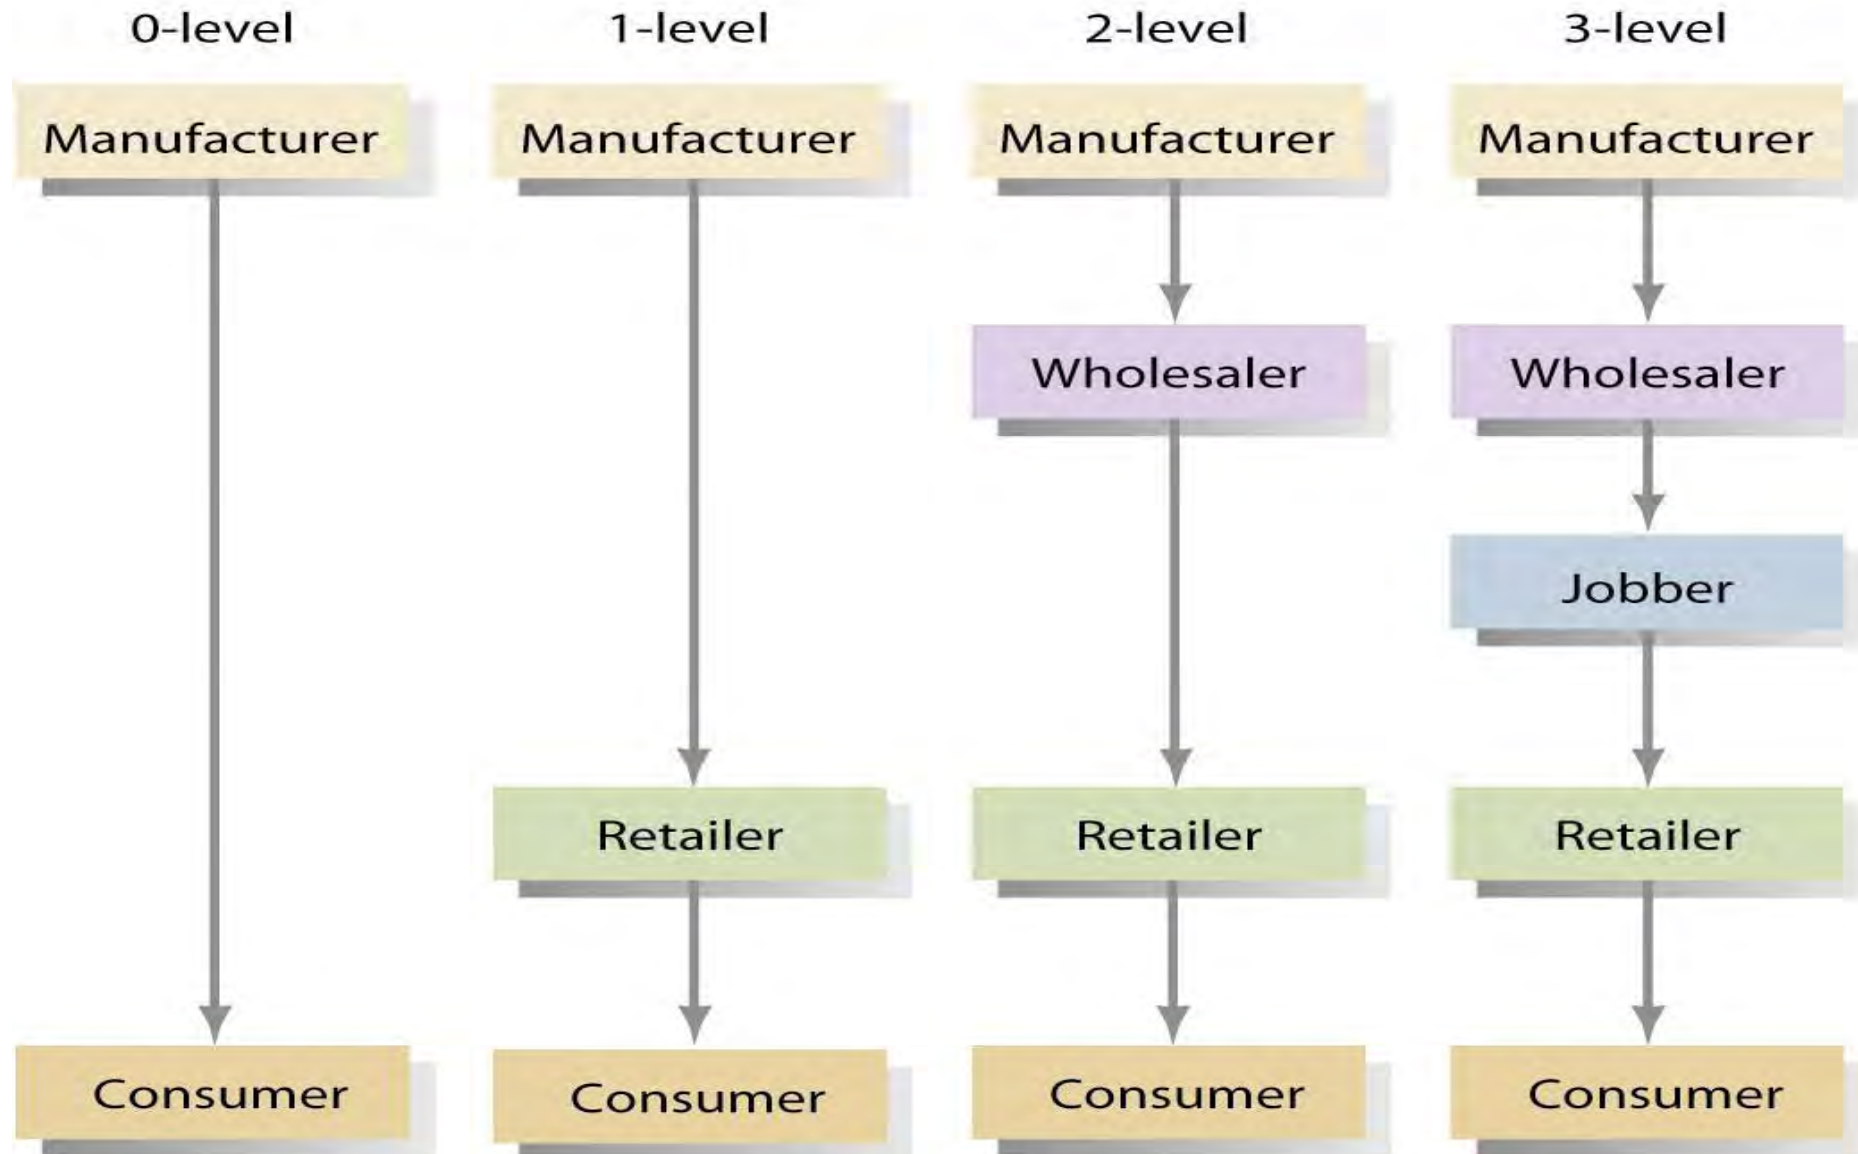 0-level 1-level 2-level 3-level
Manufacturer Manufacturer Manufacturer Manufacturer
Wholesaler Wholesaler
Jobber
Retailer Retailer Retailer
Consumer Consumer Consumer Consumer